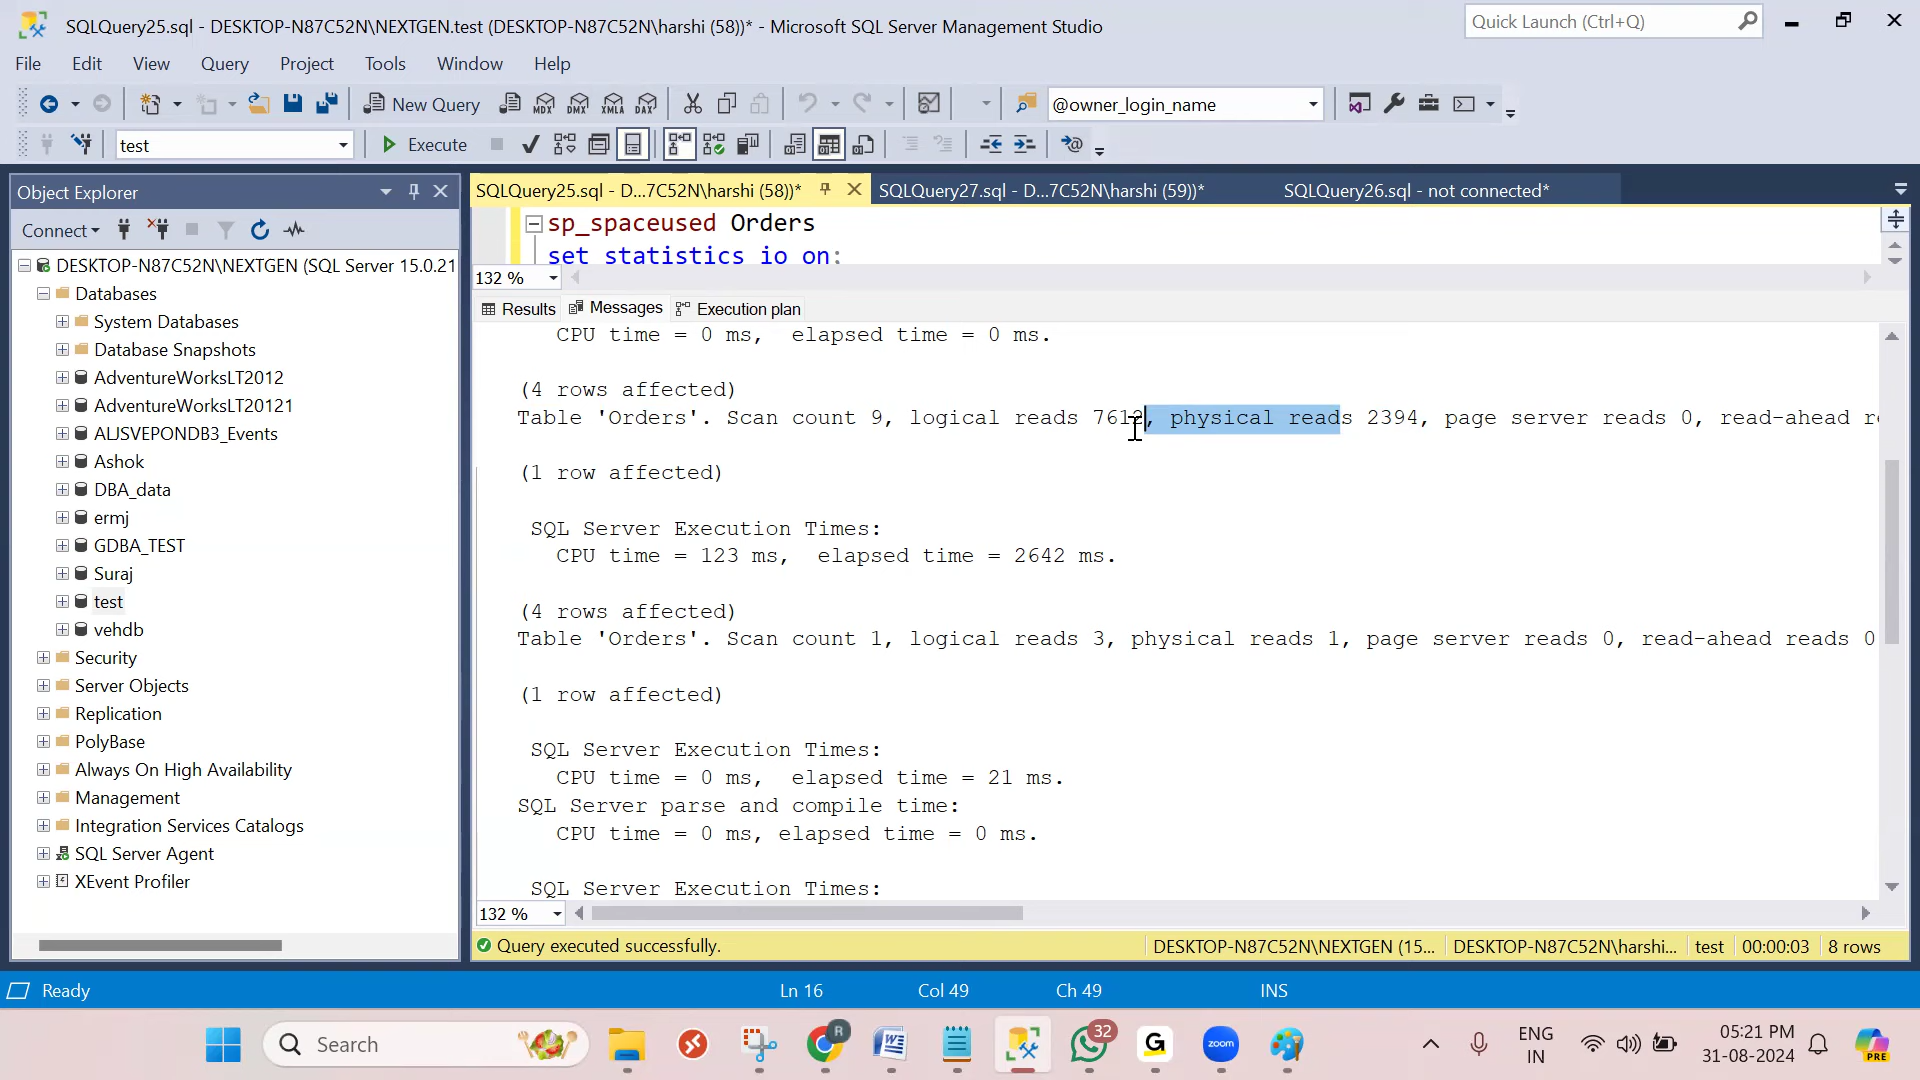 SQLQuery25.sql - DESKTOP-N87C52N\NEXTGEN.test (DESKTOP-N87C52N\harshi (58))* - Microsoft SQL Server Management Studio
Quick Launch (Ctrl+Q)
File Edit View Query Project Tools Window Help
New Query MDX DMX XMLA DAX @owner_login_name
test Execute
Object Explorer
Connect
DESKTOP-N87C52N\NEXTGEN (SQL Server 15.0.21
Databases
System Databases
Database Snapshots
AdventureWorksLT2012
AdventureWorksLT20121
ALJSVEPONDB3_Events
Ashok
DBA_data
ermj
GDBA_TEST
Suraj
test
vehdb
Security
Server Objects
Replication
PolyBase
Always On High Availability
Management
Integration Services Catalogs
SQL Server Agent
XEvent Profiler
SQLQuery25.sql - D...7C52N\harshi (58))* SQLQuery27.sql - D...7C52N\harshi (59))* SQLQuery26.sql - not connected*
sp_spaceused Orders
set statistics io on;
132 %
Results Messages Execution plan
CPU time = 0 ms, elapsed time = 0 ms.
(4 rows affected)
Table 'Orders'. Scan count 9, logical reads 7612, physical reads 2394, page server reads 0, read-ahead
(1 row affected)
SQL Server Execution Times:
CPU time = 123 ms, elapsed time = 2642 ms.
(4 rows affected)
Table 'Orders'. Scan count 1, logical reads 3, physical reads 1, page server reads 0, read-ahead reads 0
(1 row affected)
SQL Server Execution Times:
CPU time = 0 ms, elapsed time = 21 ms.
SQL Server parse and compile time:
CPU time = 0 ms, elapsed time = 0 ms.
SQL Server Execution Times:
132 %
Query executed successfully. DESKTOP-N87C52N\NEXTGEN (15... DESKTOP-N87C52N\harshi... test 00:00:03 8 rows
Ready Ln 16 Col 49 Ch 49 INS
Search R 32 G zoom ENG IN 05:21 PM 31-08-2024 PRE